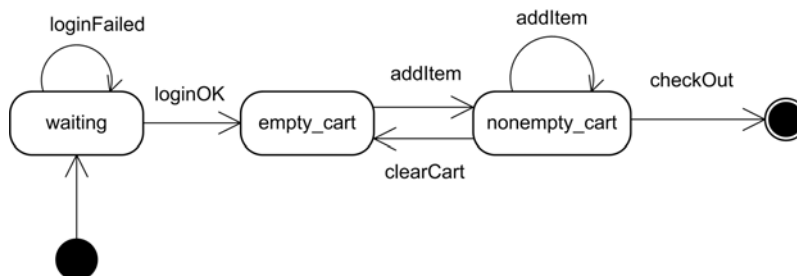 loginFailed
addItem
addItem
checkOut
loginOK
waiting
empty_cart
nonempty_cart
clearCart